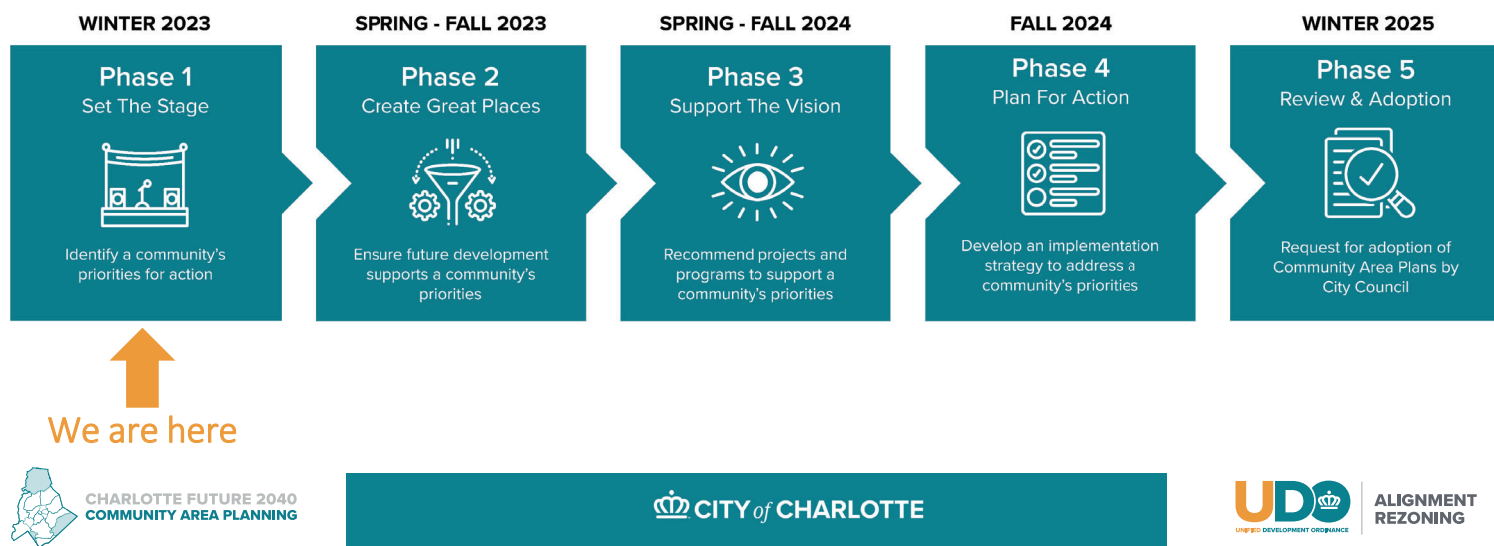 WINTER 2023
Phase 1
Set The Stage
Identify a community's
priorities for action
SPRING - FALL 2023
Phase 2
Create Great Places
Ensure future development
supports a community's
priorities
SPRING - FALL 2024
Phase 3
Support The Vision
Recommend projects and
programs to support a
community's priorities
FALL 2024
Phase 4
Plan For Action
Develop an implementation
strategy to address a
community's priorities
WINTER 2025
Phase 5
Review & Adoption
Request for adoption of
Community Area Plans by
City Council
We are here
CHARLOTTE FUTURE 2040
COMMUNITY AREA PLANNING
CITY of CHARLOTTE
UDO
UNIFIED DEVELOPMENT ORDINANCE
ALIGNMENT
REZONING